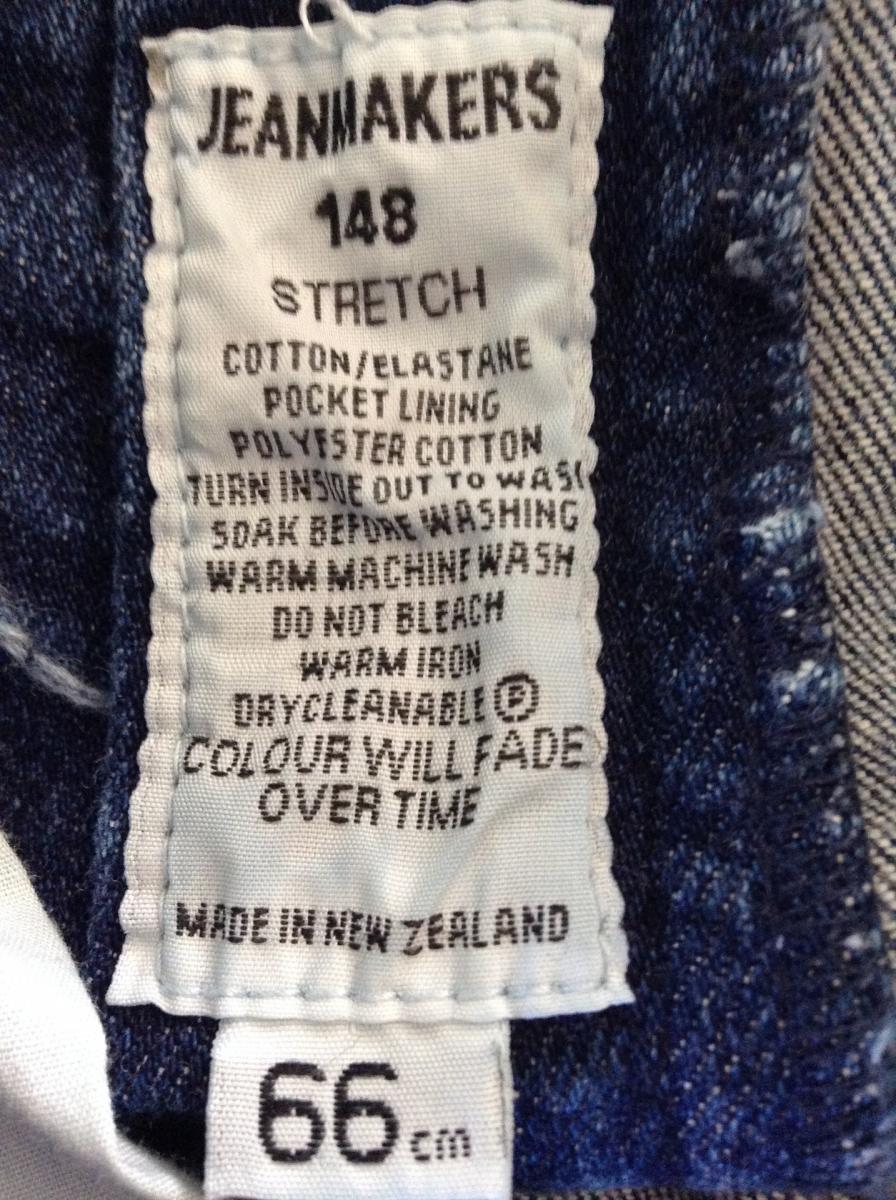 JEANMAKERS
148
STRETCH
COTTON/ELASTANE
POCKET LINING
POLYESTER COTTON
TURN INSIDE OUT TO WASH
SOAK BEFORE WASHING
WARM MACHINE WASH
DO NOT BLEACH
WARM IRON
DRYCLEANABLE Ⓟ
COLOUR WILL FADE
OVER TIME
MADE IN NEW ZEALAND
66cm